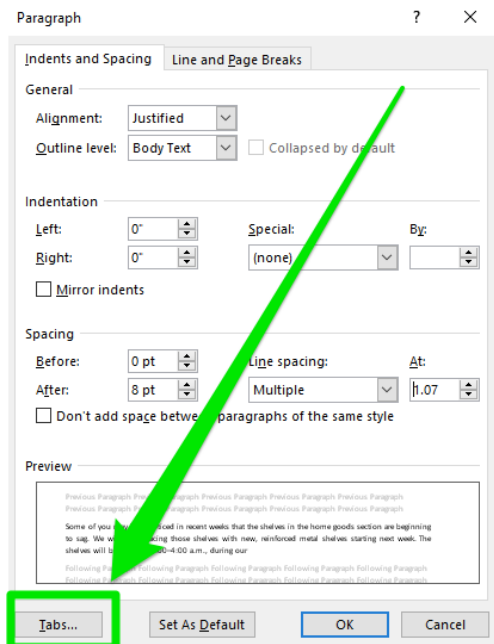 Paragraph ?
Indents and Spacing Line and Page Breaks
General
Alignment: Justified
Outline level: Body Text Collapsed by default
Indentation
Left: 0" Special: By:
Right: 0" (none)
Mirror indents
Spacing
Before: 0 pt Line spacing: At:
After: 8 pt Multiple 1.07
Don't add space between paragraphs of the same style
Preview
Previous Paragraph Previous Paragraph Previous Paragraph Previous Paragraph
Previous Paragraph Previous Paragraph Previous Paragraph Previous Paragraph
Some of you may in recent weeks that the shelves in the home goods section are beginning
to sag. We those shelves with new, reinforced metal shelves starting next week. The
shelves will 4:00 a.m., during our
Following Paragraph Following Paragraph Following Paragraph Following Paragraph
Following Paragraph Following Paragraph Following Paragraph Following Paragraph
Tabs... Set As Default OK Cancel